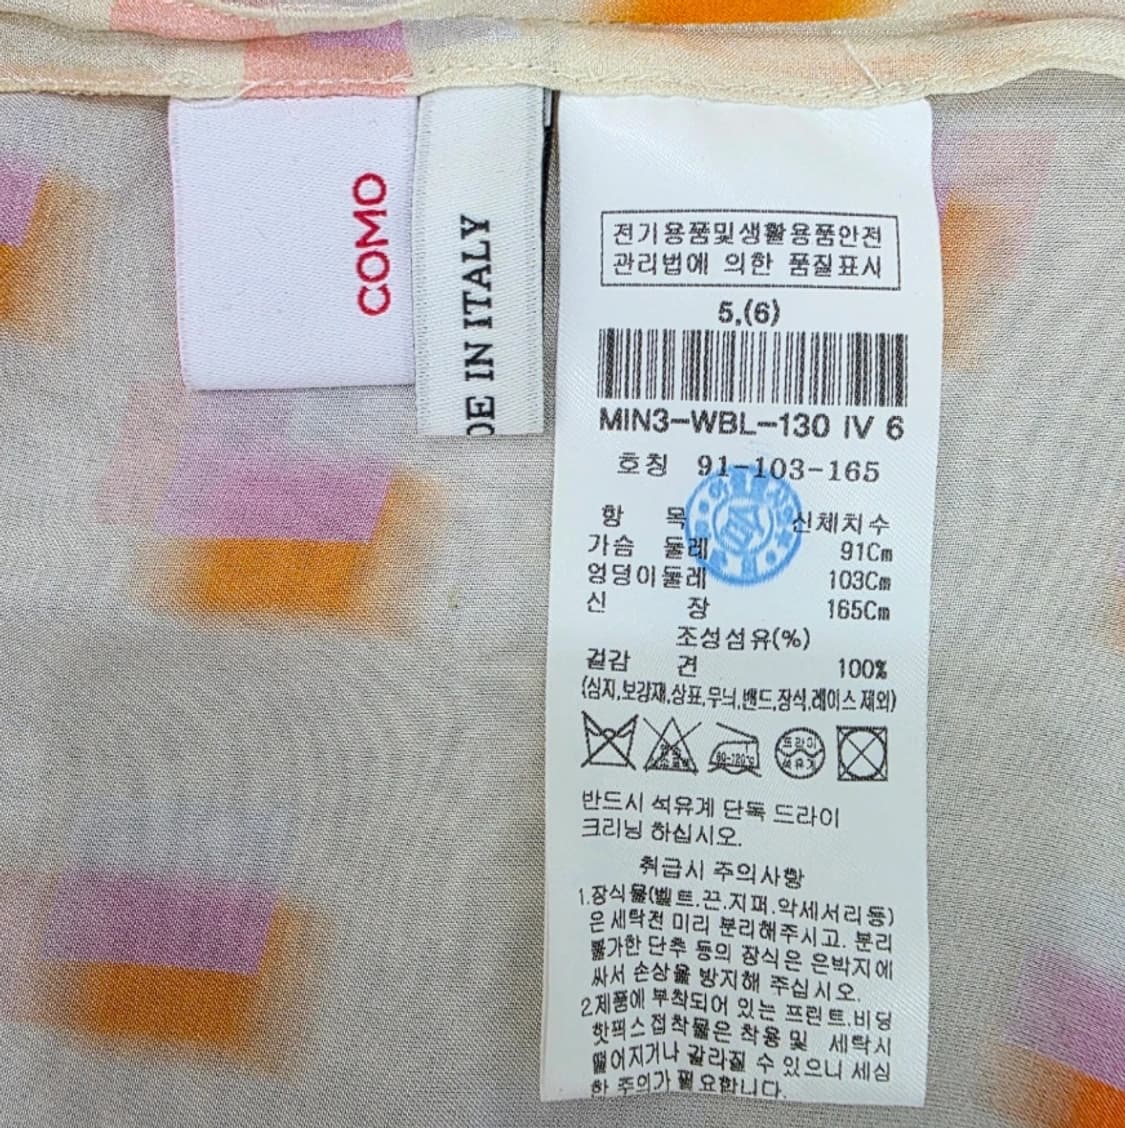 COMO
DE IN ITALY
전기용품및생활용품안전
관리법에 의한 품질표시
5.(6)
MIN3-WBL-130 IV 6
호칭 91-103-165
항 목 신체치수
가슴 둘레 91Cm
엉덩이둘레 103Cm
신 장 165Cm
조성섬유(%)
겉감 견 100%
(심지,보강재,상표,무늬,밴드,장식,레이스 제외)
80-120℃
드라이
석유계
반드시 석유계 단독 드라이
크리닝 하십시오.
취급시 주의사항
1.장식물(벨트.끈.지퍼.악세서리등)
은세탁전 미리 분리해주시고. 분리
불가한 단추 등의 장식은 은박지에
싸서 손상을 방지해 주십시오.
2.제품에 부착되어 있는 프린트.비딩
핫픽스접착물은 착용 및 세탁시
떨어지거나 갈라질 수 있으니 세심
한 주의가 필요합니다.